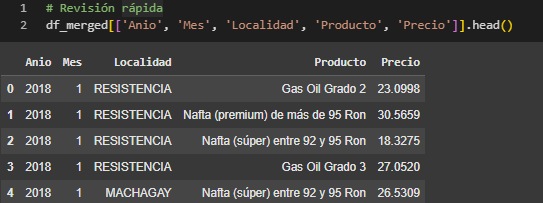 1 # Revisión rápida
2 df_merged[['Anio', 'Mes', 'Localidad', 'Producto', 'Precio']].head()
Anio Mes Localidad Producto Precio
0 2018 1 RESISTENCIA Gas Oil Grado 2 23.0998
1 2018 1 RESISTENCIA Nafta (premium) de más de 95 Ron 30.5659
2 2018 1 RESISTENCIA Nafta (súper) entre 92 y 95 Ron 18.3275
3 2018 1 RESISTENCIA Gas Oil Grado 3 27.0520
4 2018 1 MACHAGAY Nafta (súper) entre 92 y 95 Ron 26.5309